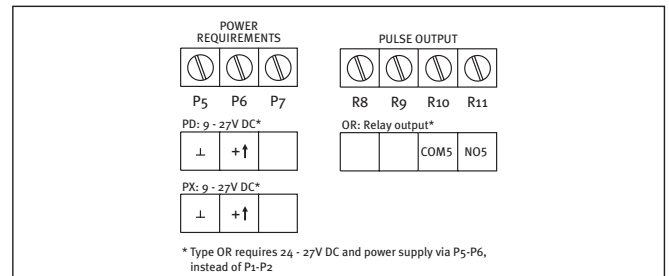 POWER
REQUIREMENTS
P5 P6 P7
PD: 9 - 27V DC*
⊥ +↑
PX: 9 - 27V DC*
⊥ +↑
PULSE OUTPUT
R8 R9 R10 R11
OR: Relay output*
COM5 NO5
* Type OR requires 24 - 27V DC and power supply via P5-P6,
instead of P1-P2